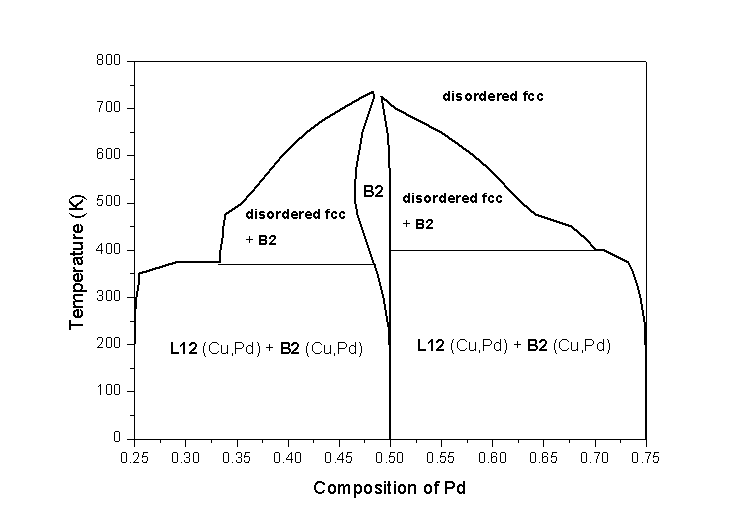 800
700
600
500
400
300
200
100
0
Temperature (K)
disordered fcc
B2
disordered fcc
+ B2
disordered fcc
+ B2
L12 (Cu,Pd) + B2 (Cu,Pd)
L12 (Cu,Pd) + B2 (Cu,Pd)
0.25 0.30 0.35 0.40 0.45 0.50 0.55 0.60 0.65 0.70 0.75
Composition of Pd